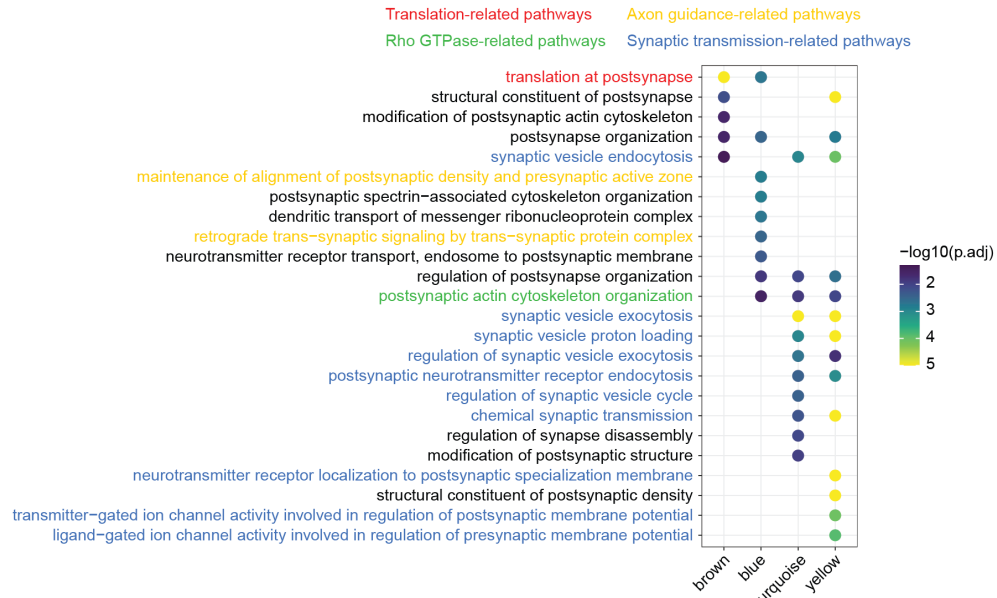 Translation-related pathways Axon guidance-related pathways
Rho GTPase-related pathways Synaptic transmission-related pathways
translation at postsynapse
structural constituent of postsynapse
modification of postsynaptic actin cytoskeleton
postsynapse organization
synaptic vesicle endocytosis
maintenance of alignment of postsynaptic density and presynaptic active zone
postsynaptic spectrin−associated cytoskeleton organization
dendritic transport of messenger ribonucleoprotein complex
retrograde trans−synaptic signaling by trans−synaptic protein complex
neurotransmitter receptor transport, endosome to postsynaptic membrane
regulation of postsynapse organization
postsynaptic actin cytoskeleton organization
synaptic vesicle exocytosis
synaptic vesicle proton loading
regulation of synaptic vesicle exocytosis
postsynaptic neurotransmitter receptor endocytosis
regulation of synaptic vesicle cycle
chemical synaptic transmission
regulation of synapse disassembly
modification of postsynaptic structure
neurotransmitter receptor localization to postsynaptic specialization membrane
structural constituent of postsynaptic density
transmitter−gated ion channel activity involved in regulation of postsynaptic membrane potential
ligand−gated ion channel activity involved in regulation of presynaptic membrane potential
−log10(p.adj)
2
3
4
5
brown
blue
urquoise
yellow